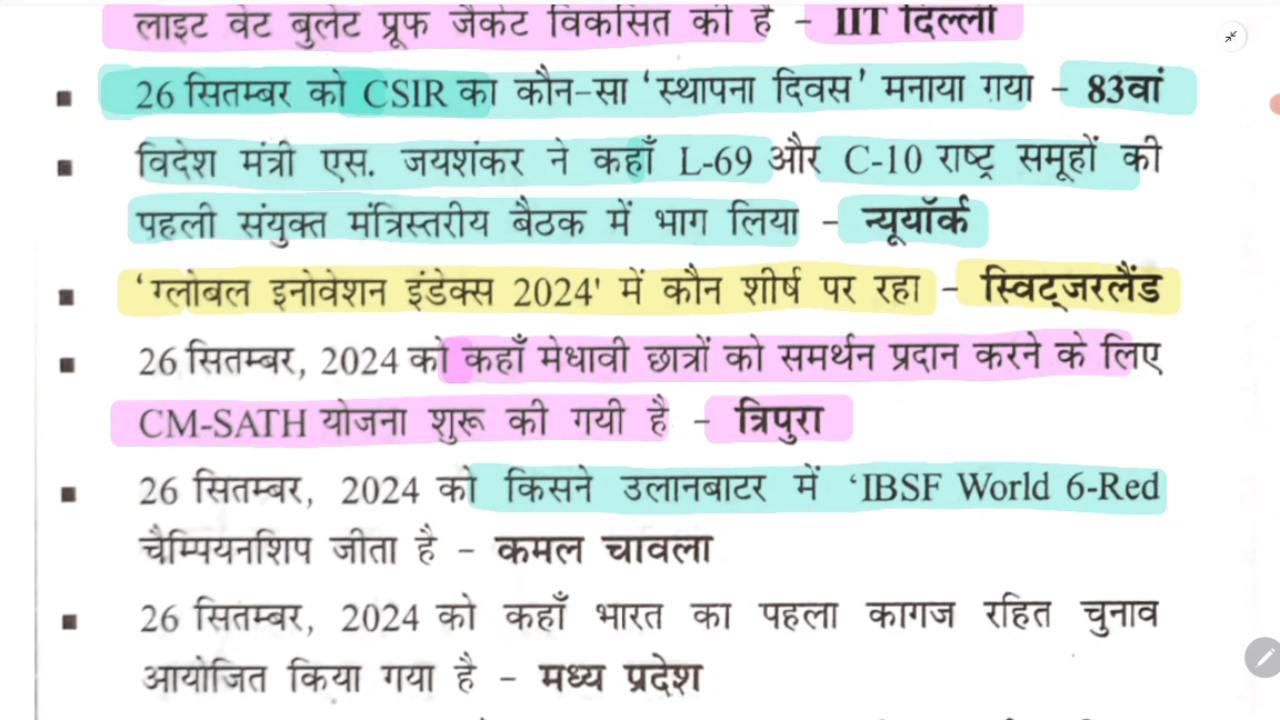 लाइट वेट बुलेट प्रूफ जैकेट विकसित की है - IIT दिल्ली
▪ 26 सितम्बर को CSIR का कौन-सा ‘स्थापना दिवस’ मनाया गया - 83वां
▪ विदेश मंत्री एस. जयशंकर ने कहाँ L-69 और C-10 राष्ट्र समूहों की
पहली संयुक्त मंत्रिस्तरीय बैठक में भाग लिया - न्यूयॉर्क
▪ ‘ग्लोबल इनोवेशन इंडेक्स 2024' में कौन शीर्ष पर रहा - स्विट्जरलैंड
▪ 26 सितम्बर, 2024 को कहाँ मेधावी छात्रों को समर्थन प्रदान करने के लिए
CM-SATH योजना शुरू की गयी है - त्रिपुरा
▪ 26 सितम्बर, 2024 को किसने उलानबाटर में ‘IBSF World 6-Red
चैम्पियनशिप जीता है - कमल चावला
▪ 26 सितम्बर, 2024 को कहाँ भारत का पहला कागज रहित चुनाव
आयोजित किया गया है - मध्य प्रदेश